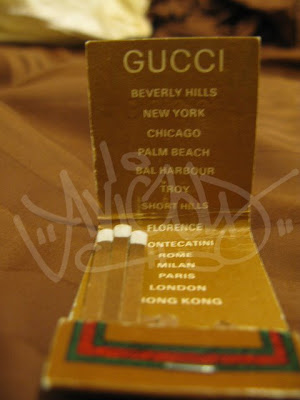 GUCCI
BEVERLY HILLS
NEW YORK
CHICAGO
PALM BEACH
BAL HARBOUR
TROY
SHORT HILLS
FLORENCE
ONTECATINI
ROME
MILAN
PARIS
LONDON
HONG KONG